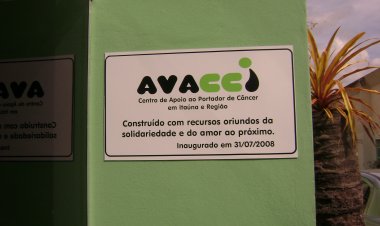 AVACCI
Centro de Apoio ao Portador de Câncer
em Itaúna e Região
Construído com recursos oriundos da
solidariedade e do amor ao próximo.
Inaugurado em 31/07/2008